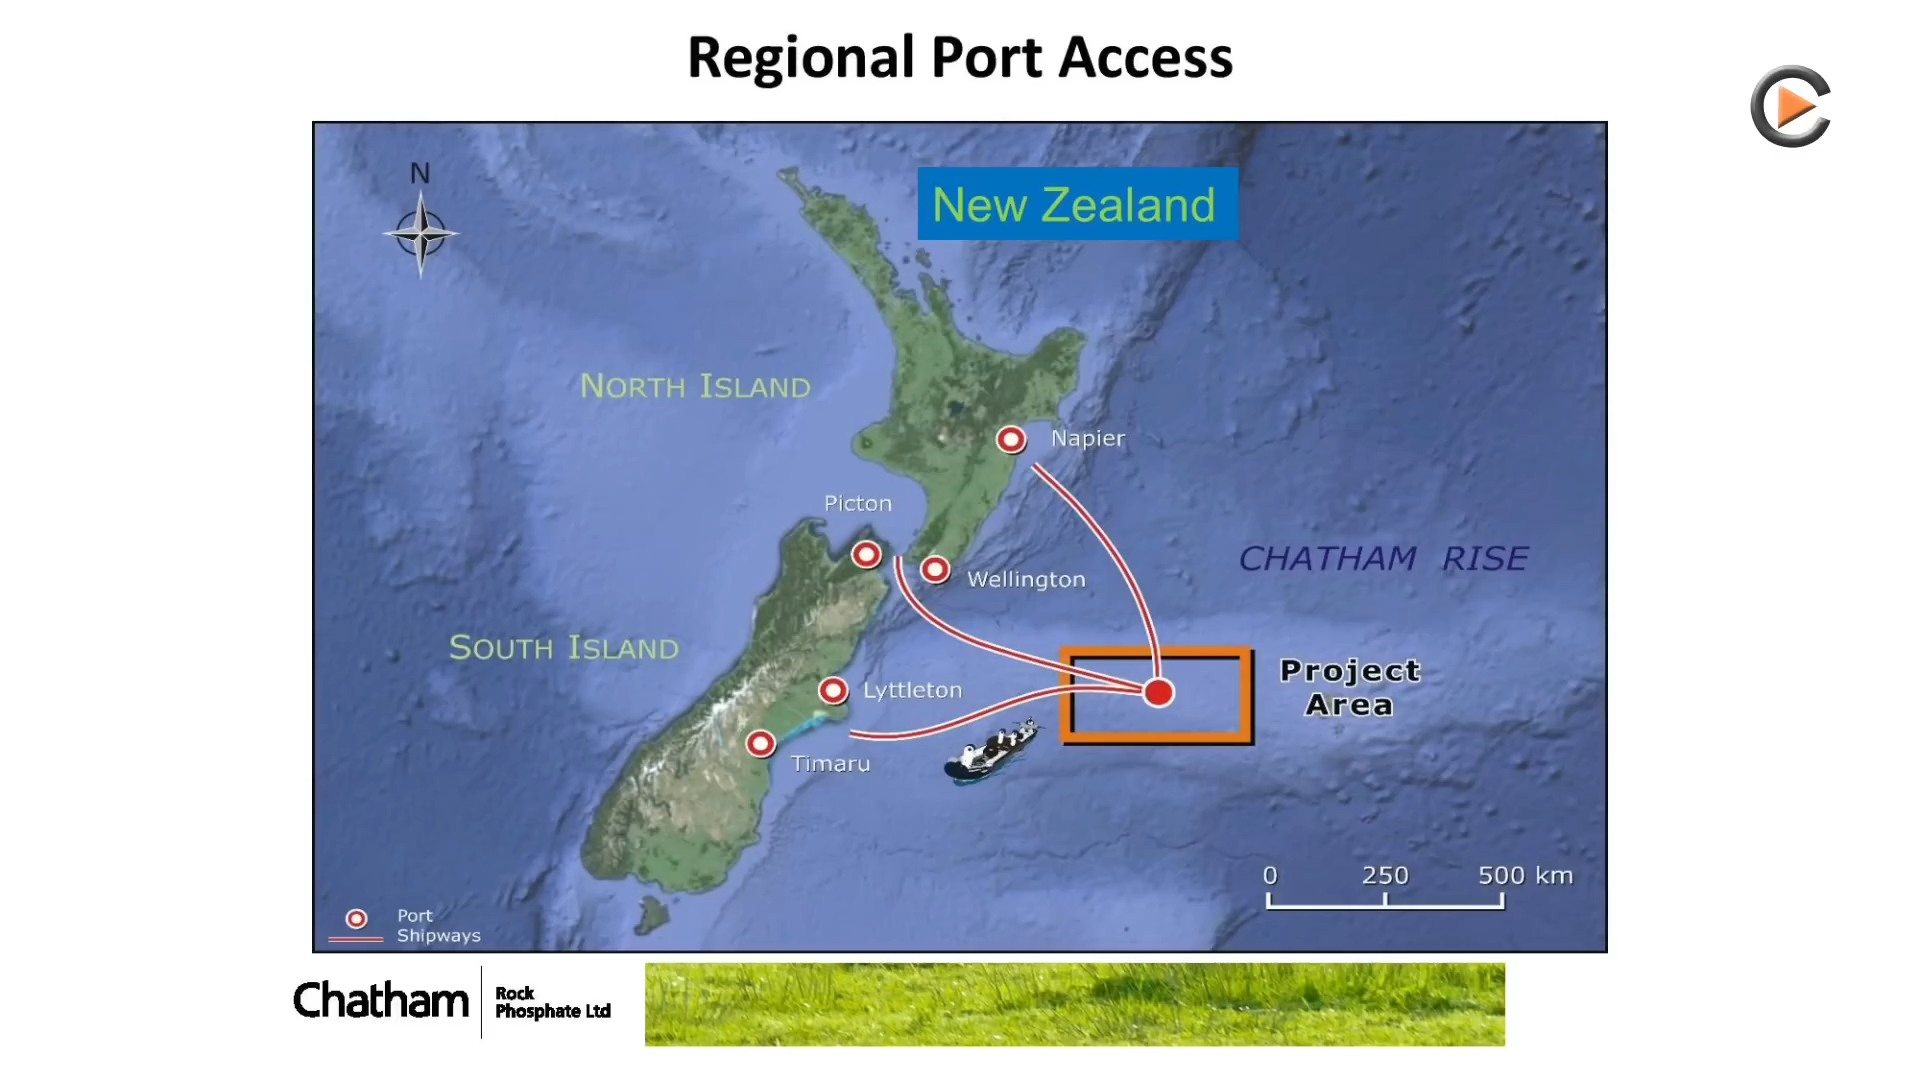 Regional Port Access
N
New Zealand
NORTH ISLAND
Napier
Picton
CHATHAM RISE
Wellington
SOUTH ISLAND
Project
Area
Lyttleton
Timaru
0 250 500 km
Port
Shipways
Chatham
Rock
Phosphate Ltd